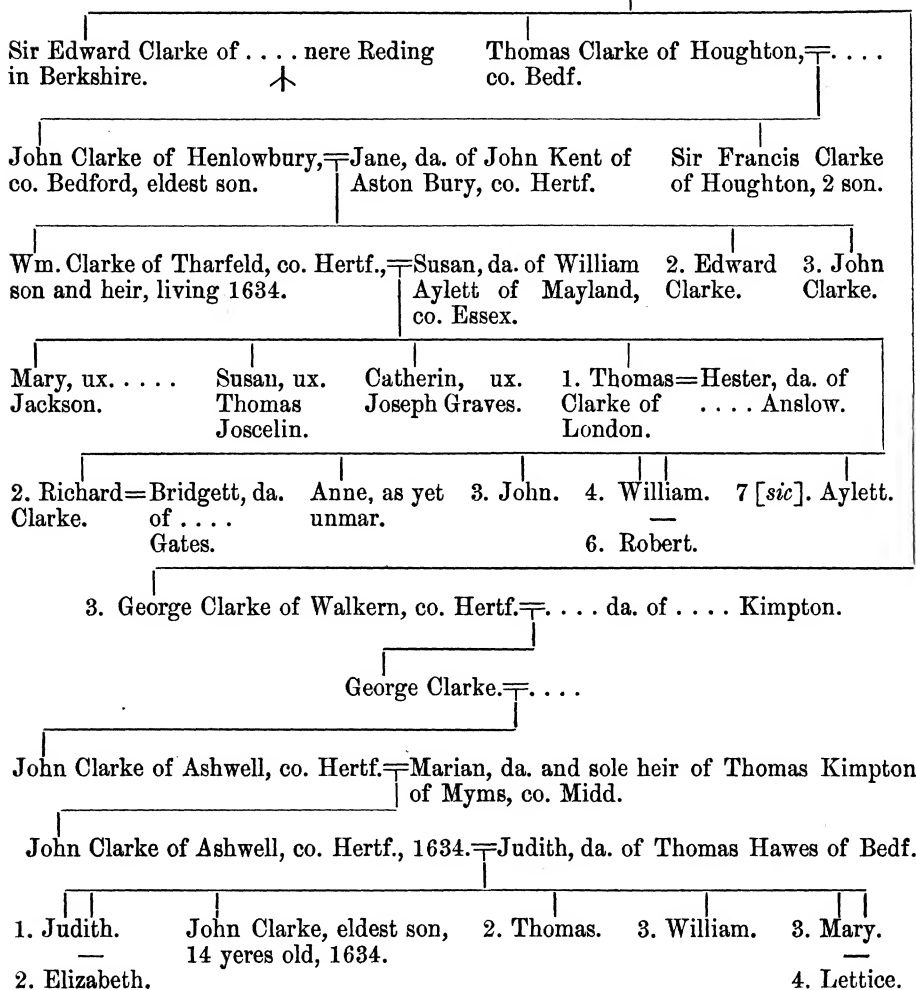 Sir Edward Clarke of . . . . nere Reding
in Berkshire.
Thomas Clarke of Houghton,=. . . .
co. Bedf.
John Clarke of Henlowbury,=Jane, da. of John Kent of
co. Bedford, eldest son. Aston Bury, co. Hertf.
Sir Francis Clarke
of Houghton, 2 son.
Wm. Clarke of Tharfeld, co. Hertf.,=Susan, da. of William
son and heir, living 1634. Aylett of Mayland,
co. Essex.
2. Edward
Clarke.
3. John
Clarke.
Mary, ux. . . . . .
Jackson.
Susan, ux.
Thomas
Joscelin.
Catherin, ux.
Joseph Graves.
1. Thomas=Hester, da. of
Clarke of . . . . Anslow.
London.
2. Richard=Bridgett, da.
Clarke. of . . . .
Gates.
Anne, as yet
unmar.
3. John.
4. William.
—
6. Robert.
7 [sic]. Aylett.
3. George Clarke of Walkern, co. Hertf.=. . . . da. of . . . . Kimpton.
George Clarke.=. . . .
John Clarke of Ashwell, co. Hertf.=Marian, da. and sole heir of Thomas Kimpton
of Myms, co. Midd.
John Clarke of Ashwell, co. Hertf., 1634.=Judith, da. of Thomas Hawes of Bedf.
1. Judith.
—
2. Elizabeth.
John Clarke, eldest son,
14 yeres old, 1634.
2. Thomas.
3. William.
3. Mary.
—
4. Lettice.